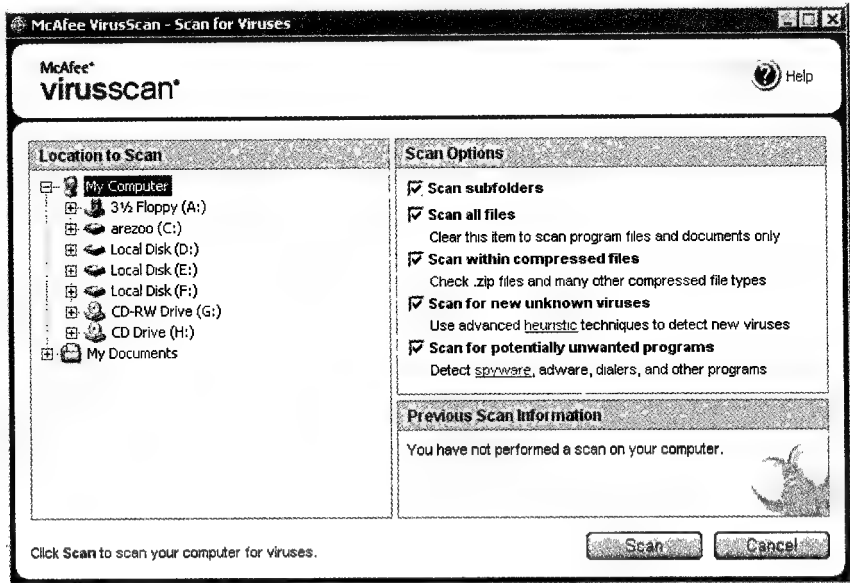 McAfee VirusScan - Scan for Viruses
McAfee®
virusscan®
Help
Location to Scan
My Computer
3½ Floppy (A:)
arezoo (C:)
Local Disk (D:)
Local Disk (E:)
Local Disk (F:)
CD-RW Drive (G:)
CD Drive (H:)
My Documents
Scan Options
Scan subfolders
Scan all files
Clear this item to scan program files and documents only
Scan within compressed files
Check .zip files and many other compressed file types
Scan for new unknown viruses
Use advanced heuristic techniques to detect new viruses
Scan for potentially unwanted programs
Detect spyware, adware, dialers, and other programs
Previous Scan Information
You have not performed a scan on your computer.
Click Scan to scan your computer for viruses.
Scan
Cancel